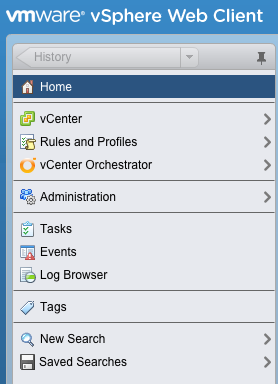 vmware® vSphere Web Client
History
Home
vCenter
Rules and Profiles
vCenter Orchestrator
Administration
Tasks
Events
Log Browser
Tags
New Search
Saved Searches